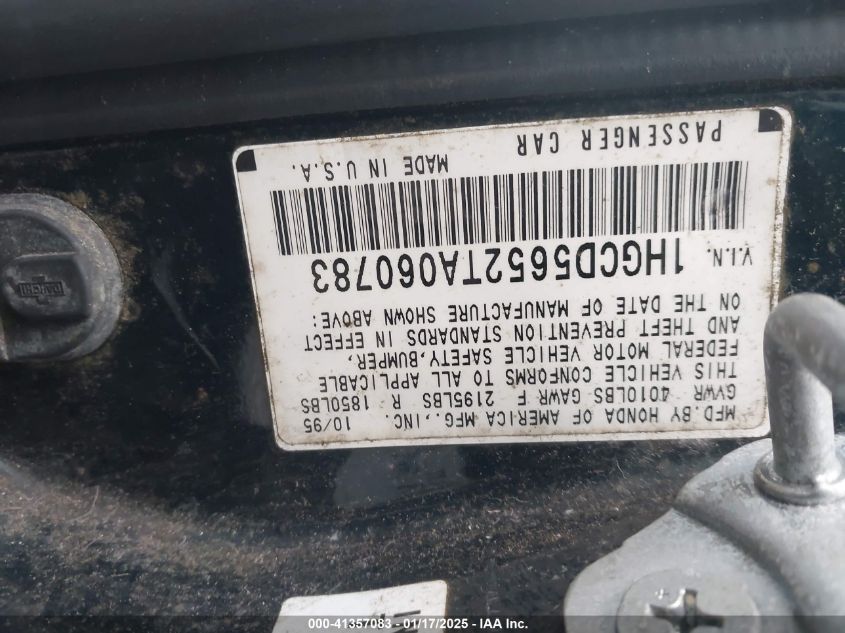 MFD. BY HONDA OF AMERICA MFG., INC. 10/95
GVWR 4010LBS GAWR F 2195LBS R 1850LBS
THIS VEHICLE CONFORMS TO ALL APPLICABLE
FEDERAL MOTOR VEHICLE SAFETY, BUMPER,
AND THEFT PREVENTION STANDARDS IN EFFECT
ON THE DATE OF MANUFACTURE SHOWN ABOVE:
V.I.N. 1HGCD5652TA060783
PASSENGER CAR MADE IN U.S.A.
000-41357083 - 01/17/2025 - 1US - E.